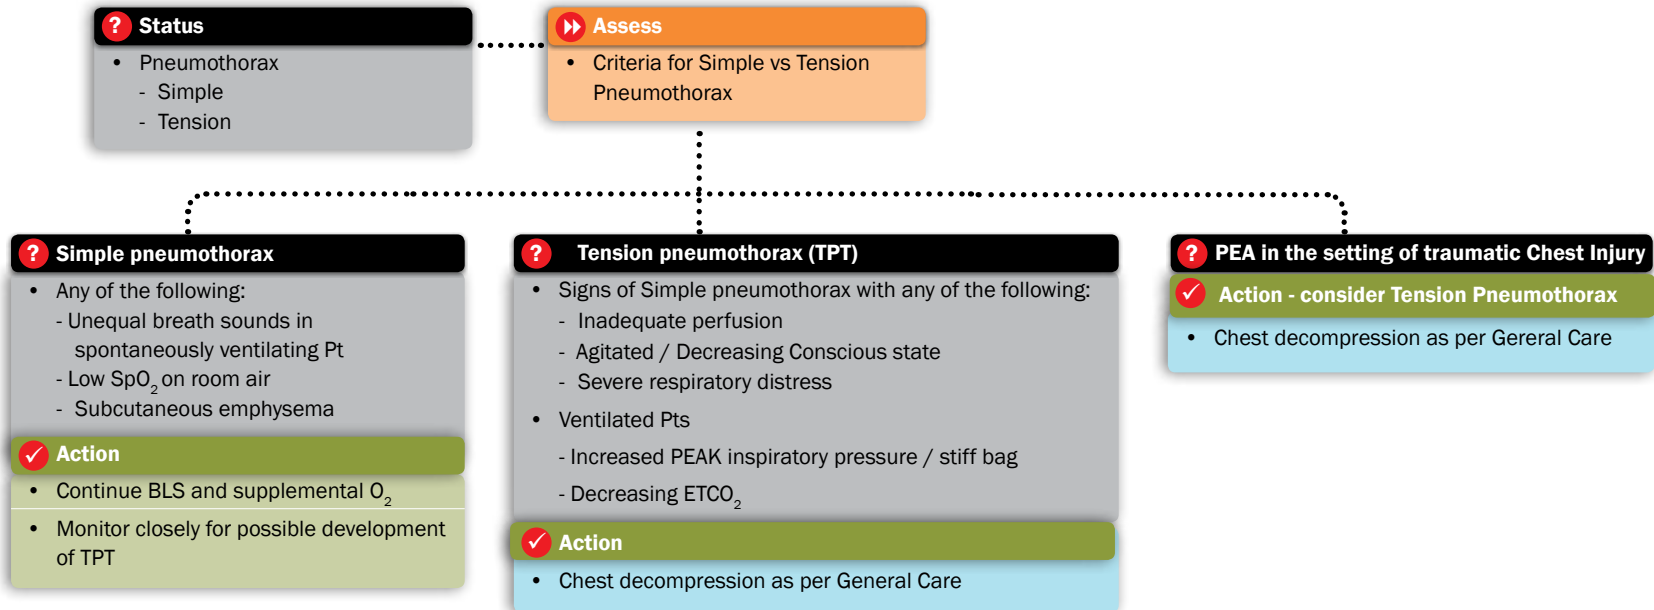 ? Status
• Pneumothorax
- Simple
- Tension
Assess
• Criteria for Simple vs Tension
Pneumothorax
? Simple pneumothorax
• Any of the following:
- Unequal breath sounds in
spontaneously ventilating Pt
- Low SpO₂ on room air
- Subcutaneous emphysema
Action
• Continue BLS and supplemental O₂
• Monitor closely for possible development
of TPT
? Tension pneumothorax (TPT)
• Signs of Simple pneumothorax with any of the following:
- Inadequate perfusion
- Agitated / Decreasing Conscious state
- Severe respiratory distress
• Ventilated Pts
- Increased PEAK inspiratory pressure / stiff bag
- Decreasing ETCO₂
Action
• Chest decompression as per General Care
? PEA in the setting of traumatic Chest Injury
Action - consider Tension Pneumothorax
• Chest decompression as per Gereral Care